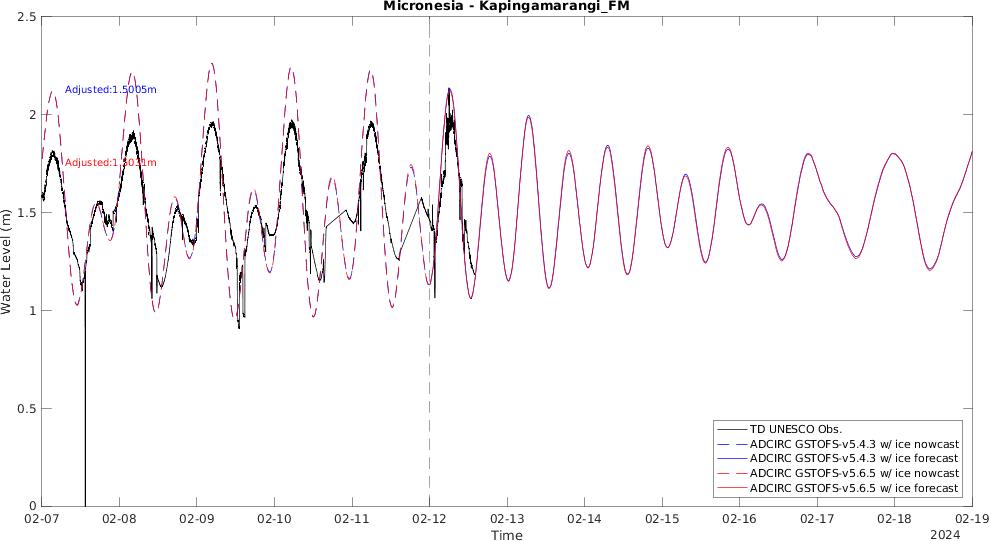 Micronesia - Kapingamarangi_FM
Water Level (m)
2.5
2
1.5
1
0.5
0
Adjusted:1.5005m
Adjusted:1.5031m
TD UNESCO Obs.
ADCIRC GSTOFS-v5.4.3 w/ ice nowcast
ADCIRC GSTOFS-v5.4.3 w/ ice forecast
ADCIRC GSTOFS-v5.6.5 w/ ice nowcast
ADCIRC GSTOFS-v5.6.5 w/ ice forecast
02-07 02-08 02-09 02-10 02-11 02-12 02-13 02-14 02-15 02-16 02-17 02-18 02-19
Time
2024